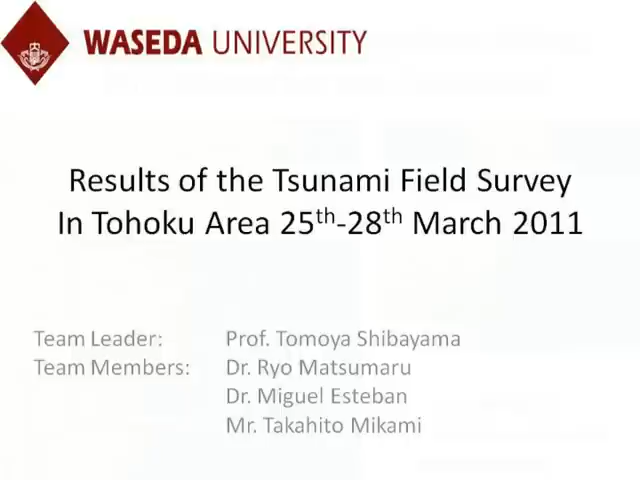 WASEDA UNIVERSITY
Results of the Tsunami Field Survey
In Tohoku Area 25th-28th March 2011
Team Leader: Prof. Tomoya Shibayama
Team Members: Dr. Ryo Matsumaru
Dr. Miguel Esteban
Mr. Takahito Mikami